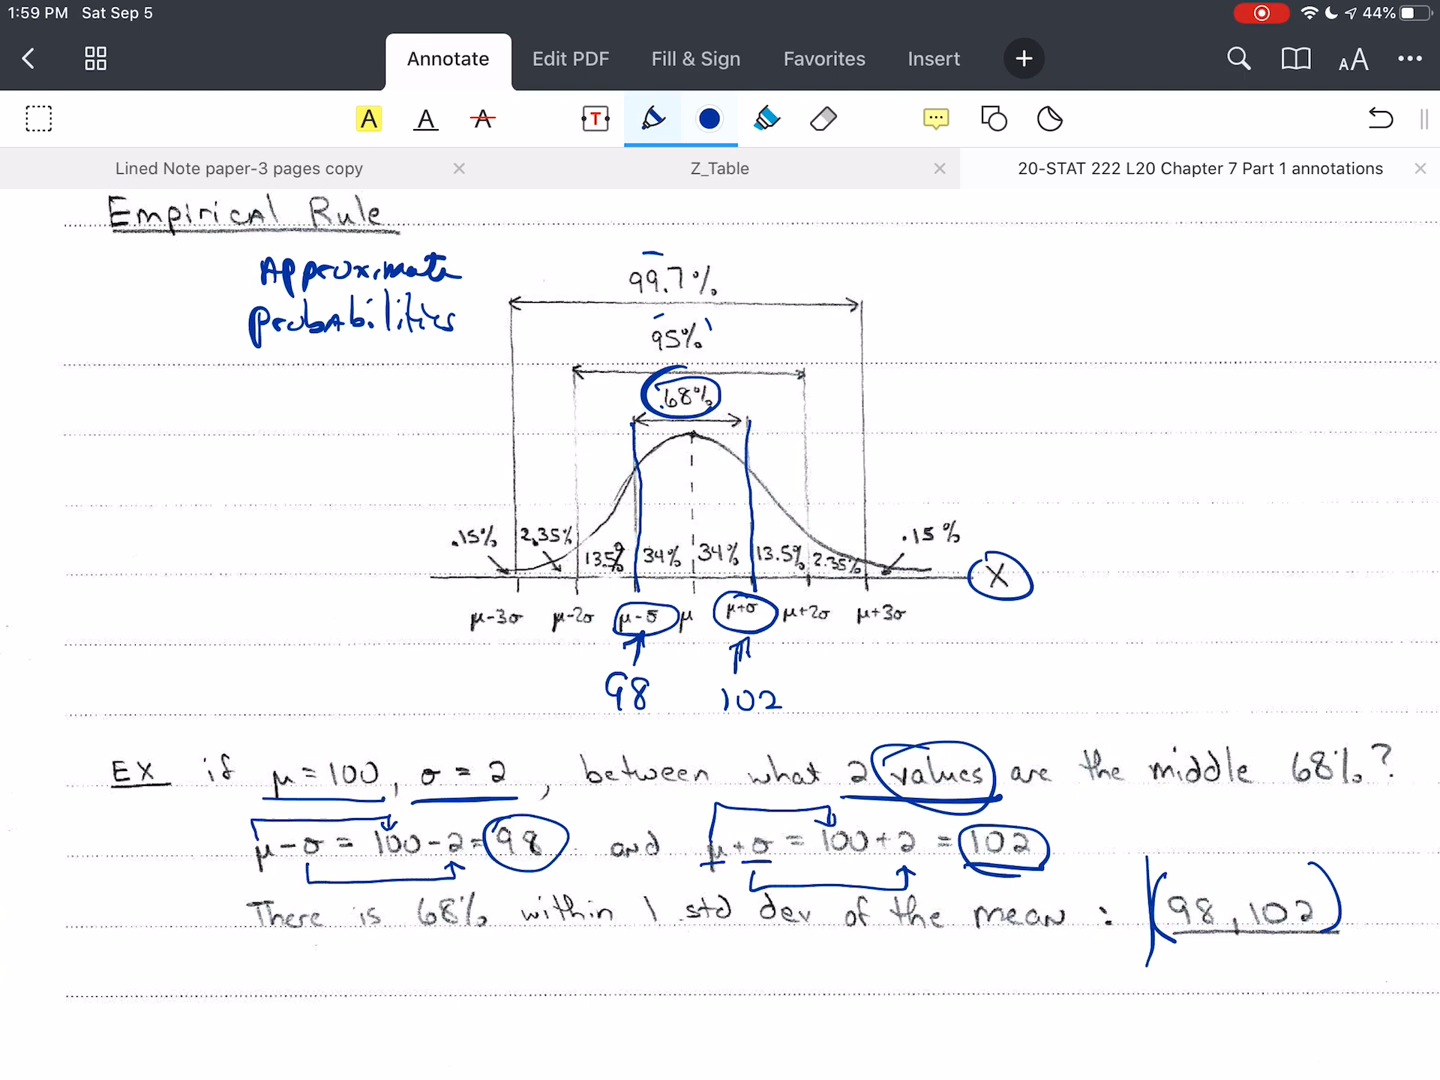 1:59 PM Sat Sep 5
44%
Annotate Edit PDF Fill & Sign Favorites Insert
A A A T
AA
Lined Note paper-3 pages copy
Z_Table
20-STAT 222 L20 Chapter 7 Part 1 annotations
Empirical Rule
Approximate
probabilities
99.7%
95%
68%
.15% 2.35% 13.5% 34% 34% 13.5% 2.35% .15%
X
μ-3σ μ-2σ μ-σ μ μ+σ μ+2σ μ+3σ
98 102
EX if μ=100, σ=2, between what 2 values are the middle 68%?
μ-σ = 100-2=98 and μ+σ = 100+2 = 102
There is 68% within 1 std dev of the mean : (98,102)